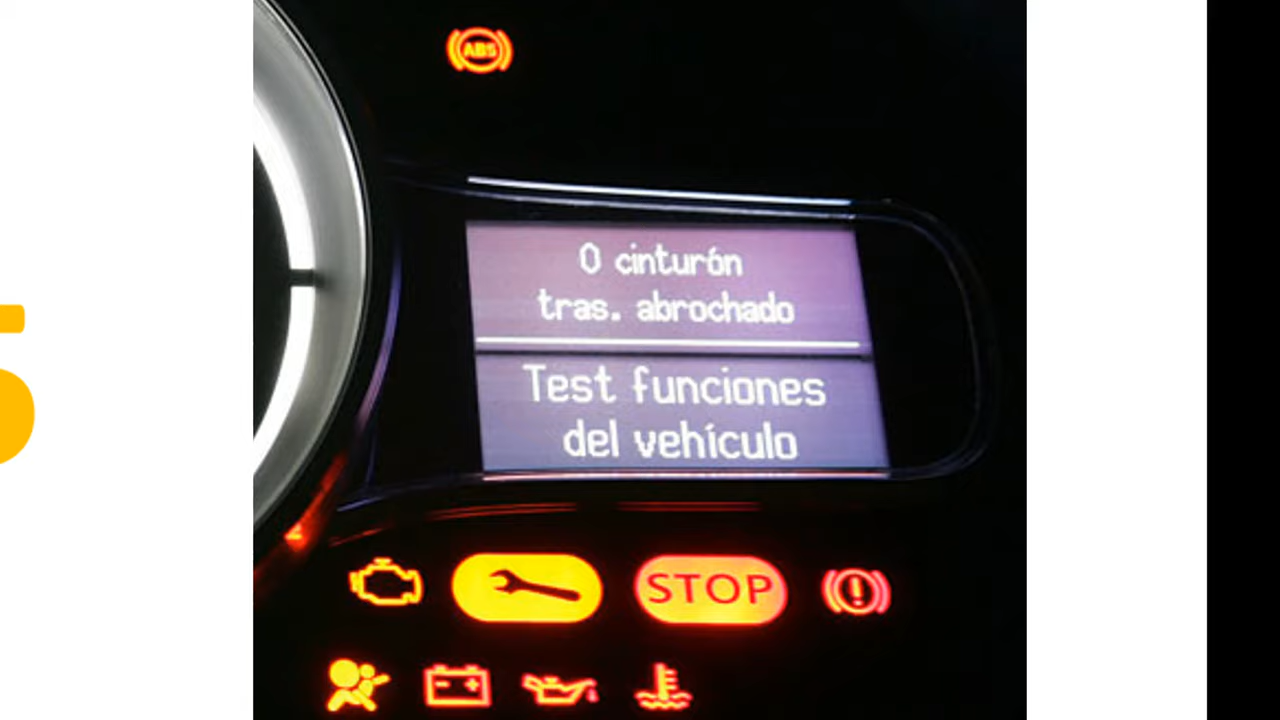 ABS
0 cinturón
tras. abrochado
Test funciones
del vehículo
STOP